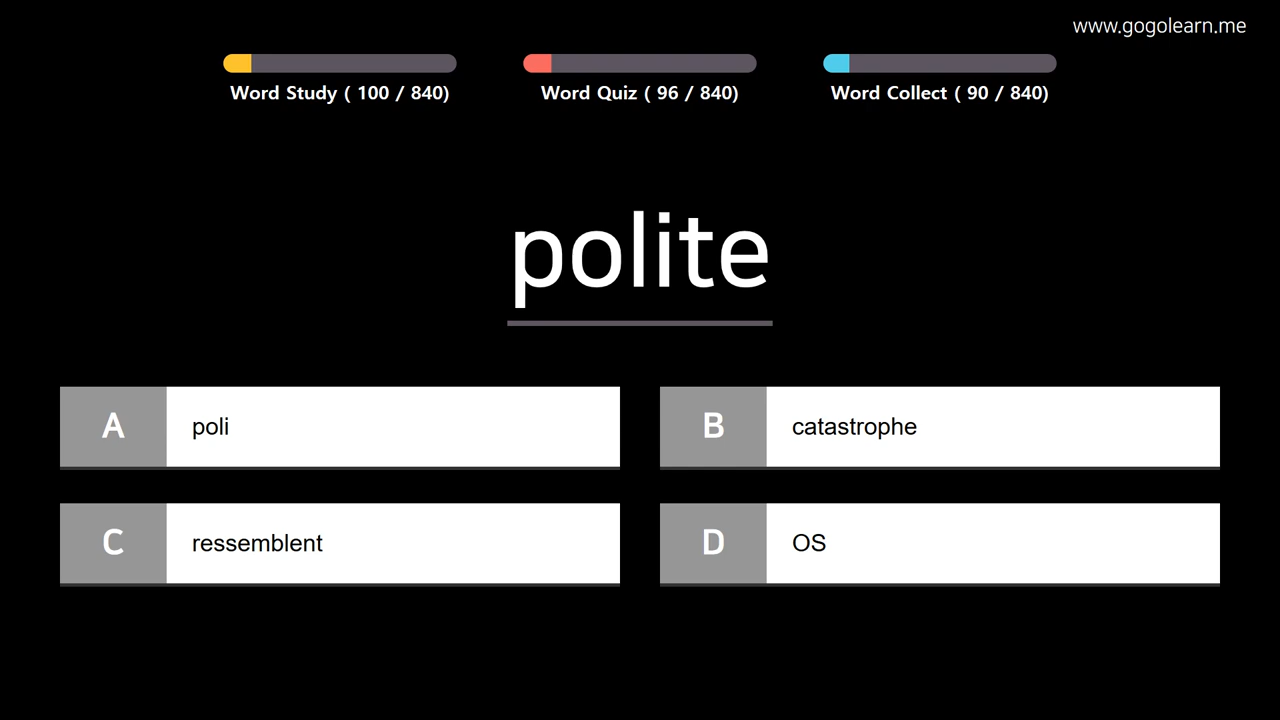 www.gogolearn.me
Word Study ( 100 / 840)
Word Quiz ( 96 / 840)
Word Collect ( 90 / 840)
polite
A poli
B catastrophe
C ressemblent
D OS